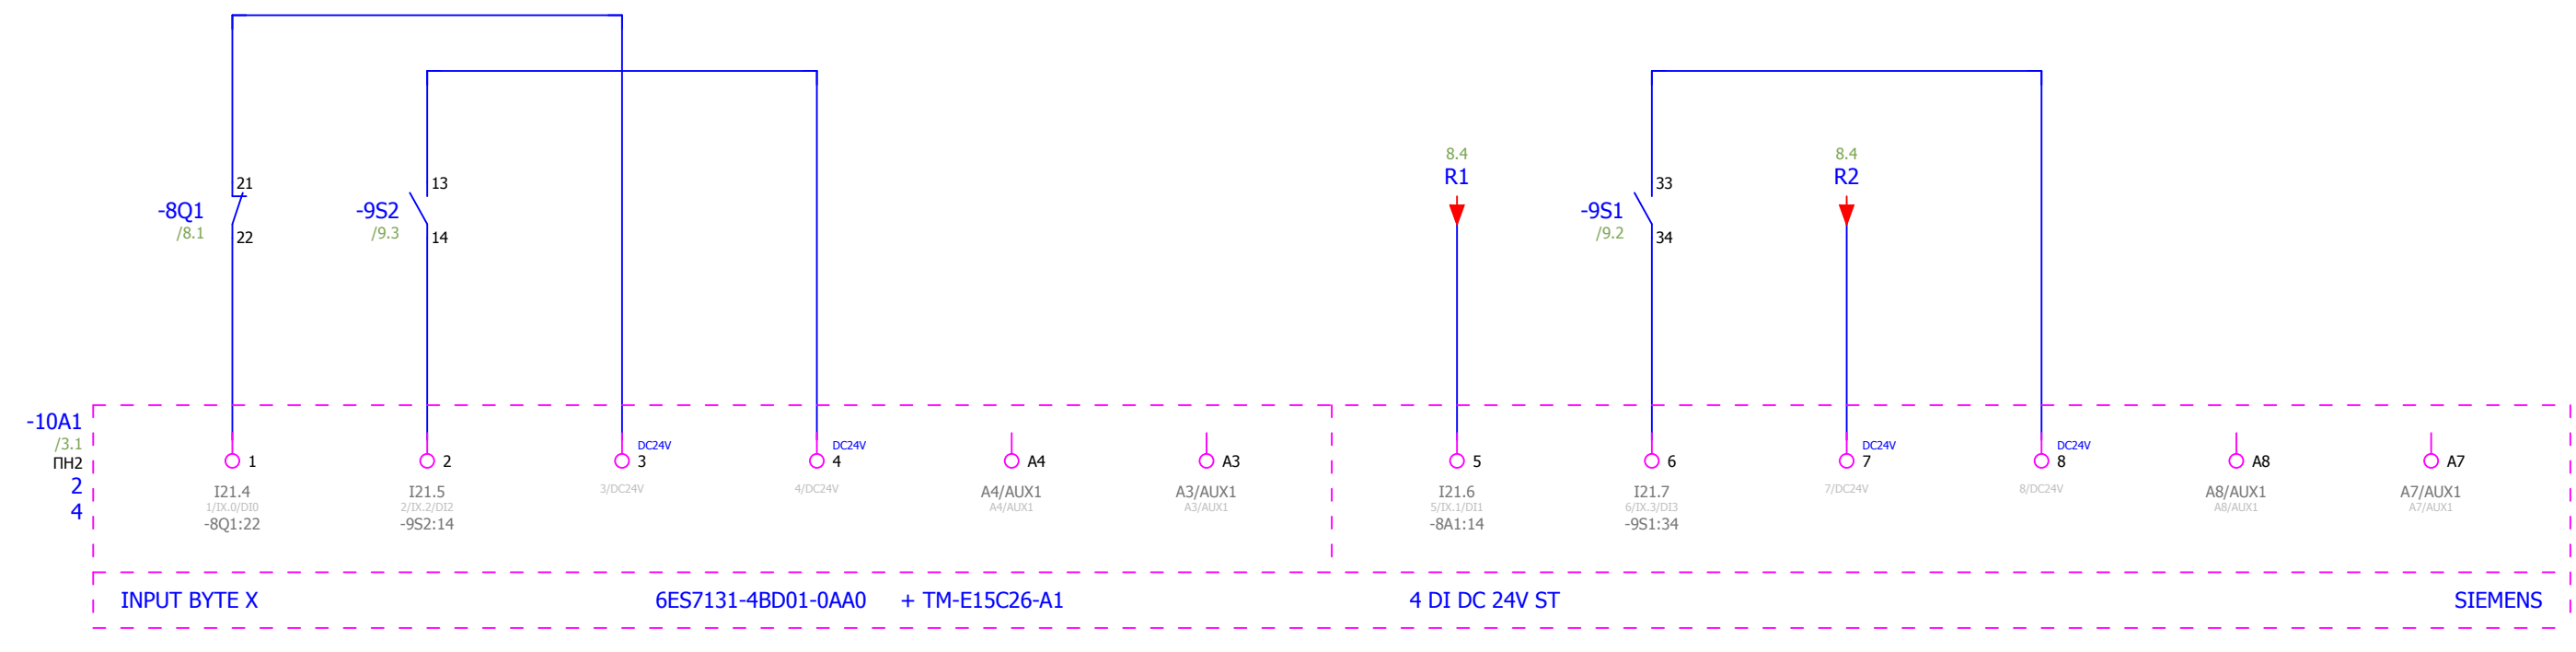 8.4
R1
8.4
R2
21
-8Q1
/8.1
22
13
-9S2
/9.3
14
33
-9S1
/9.2
34
-10A1
/3.1
ПН2
2
4
1
I21.4
1/IX.0/DI0
-8Q1:22
2
I21.5
2/IX.2/DI2
-9S2:14
DC24V
3
3/DC24V
DC24V
4
4/DC24V
A4
A4/AUX1
A4/AUX1
A3
A3/AUX1
A3/AUX1
5
I21.6
5/IX.1/DI1
-8A1:14
6
I21.7
6/IX.3/DI3
-9S1:34
DC24V
7
7/DC24V
DC24V
8
8/DC24V
A8
A8/AUX1
A8/AUX1
A7
A7/AUX1
A7/AUX1
INPUT BYTE X 6ES7131-4BD01-0AA0 + TM-E15C26-A1 4 DI DC 24V ST SIEMENS